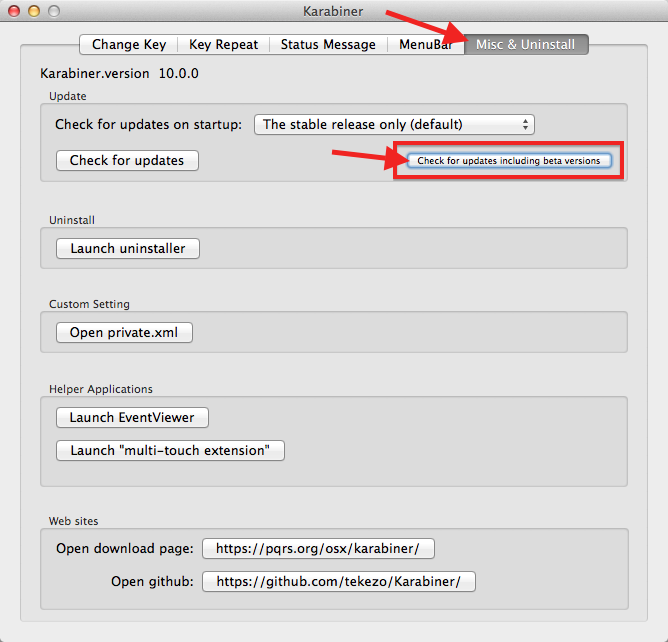 Karabiner
Change Key Key Repeat Status Message MenuBar Misc & Uninstall
Karabiner.version 10.0.0
Update
Check for updates on startup: The stable release only (default)
Check for updates Check for updates including beta versions
Uninstall
Launch uninstaller
Custom Setting
Open private.xml
Helper Applications
Launch EventViewer
Launch "multi-touch extension"
Web sites
Open download page: https://pqrs.org/osx/karabiner/
Open github: https://github.com/tekezo/Karabiner/